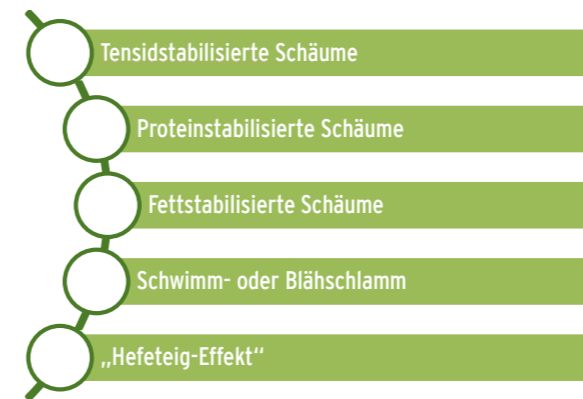 Tensidstabilisierte Schäume
Proteinstabilisierte Schäume
Fettstabilisierte Schäume
Schwimm- oder Blähschlamm
„Hefeteig-Effekt“